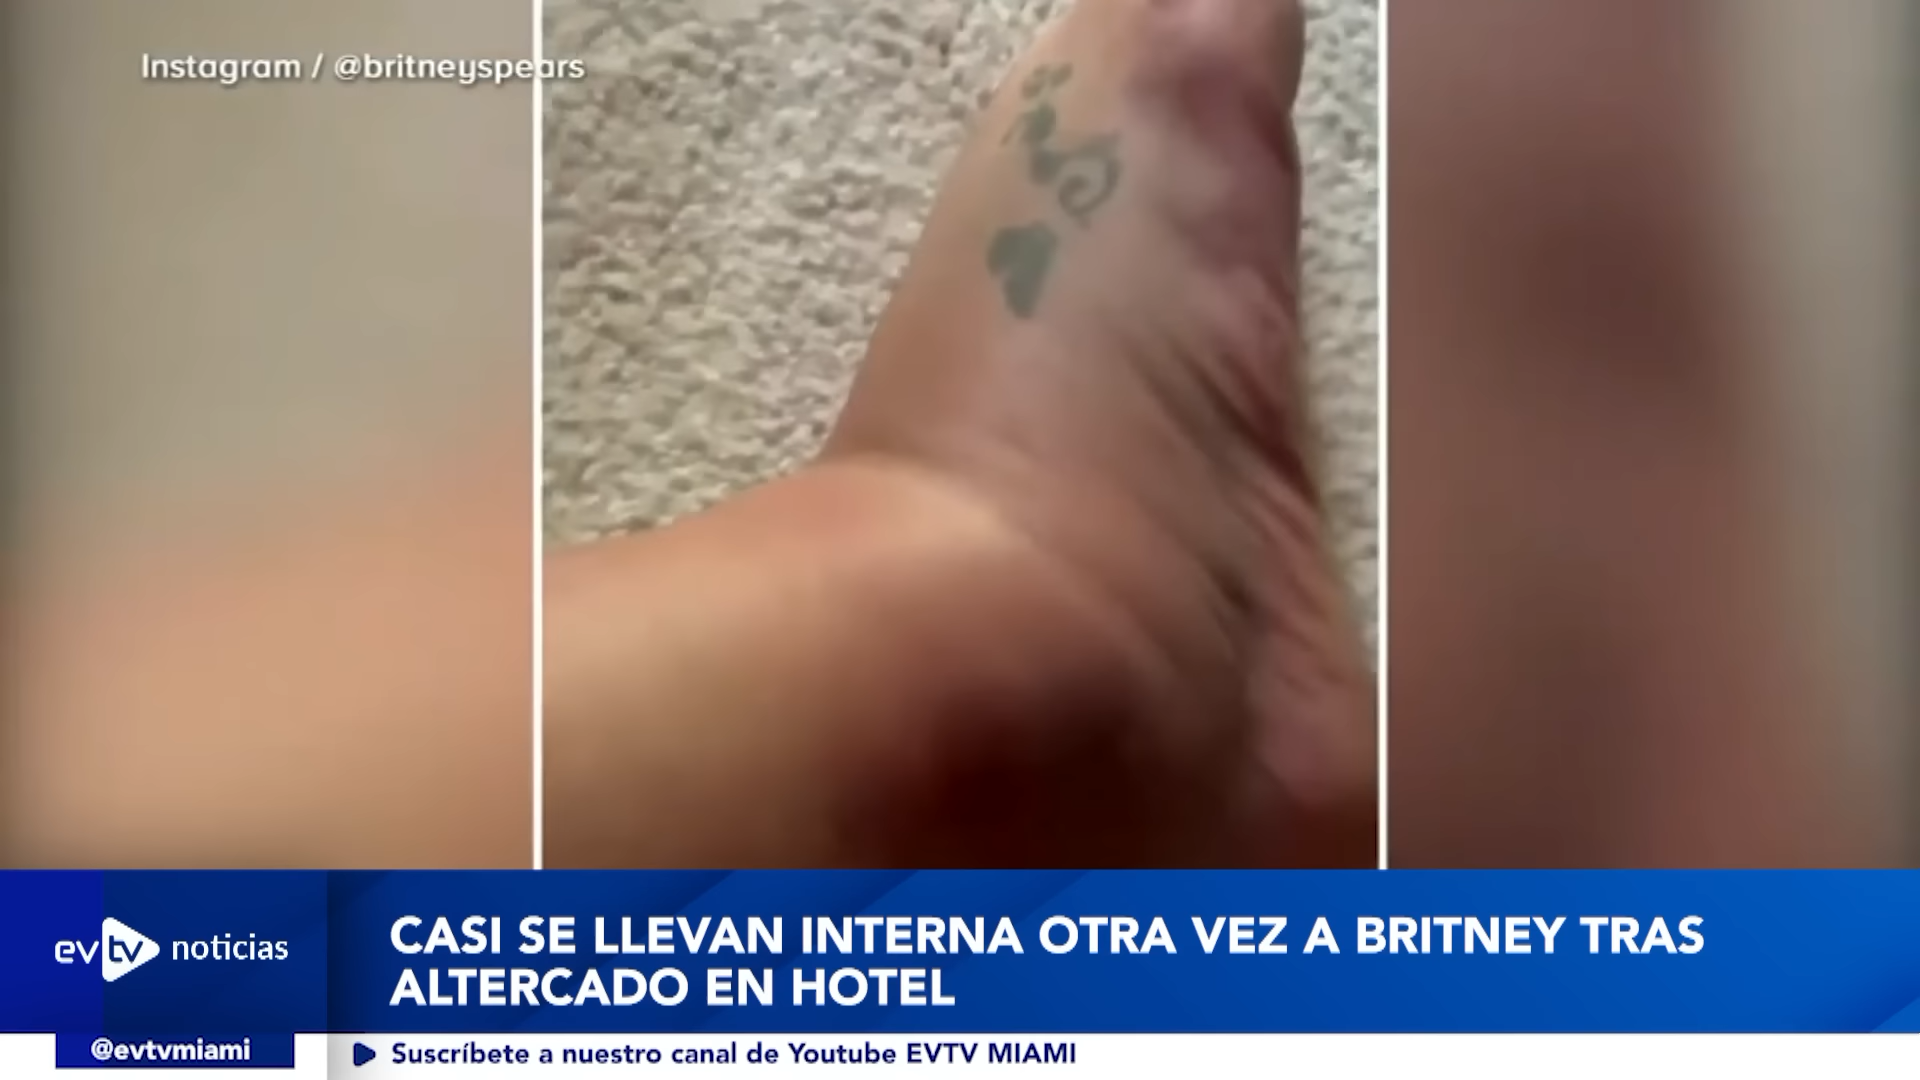 Instagram / @britneyspears
evtv noticias
CASI SE LLEVAN INTERNA OTRA VEZ A BRITNEY TRAS
ALTERCADO EN HOTEL
@evtvmiami
Suscríbete a nuestro canal de Youtube EVTV MIAMI